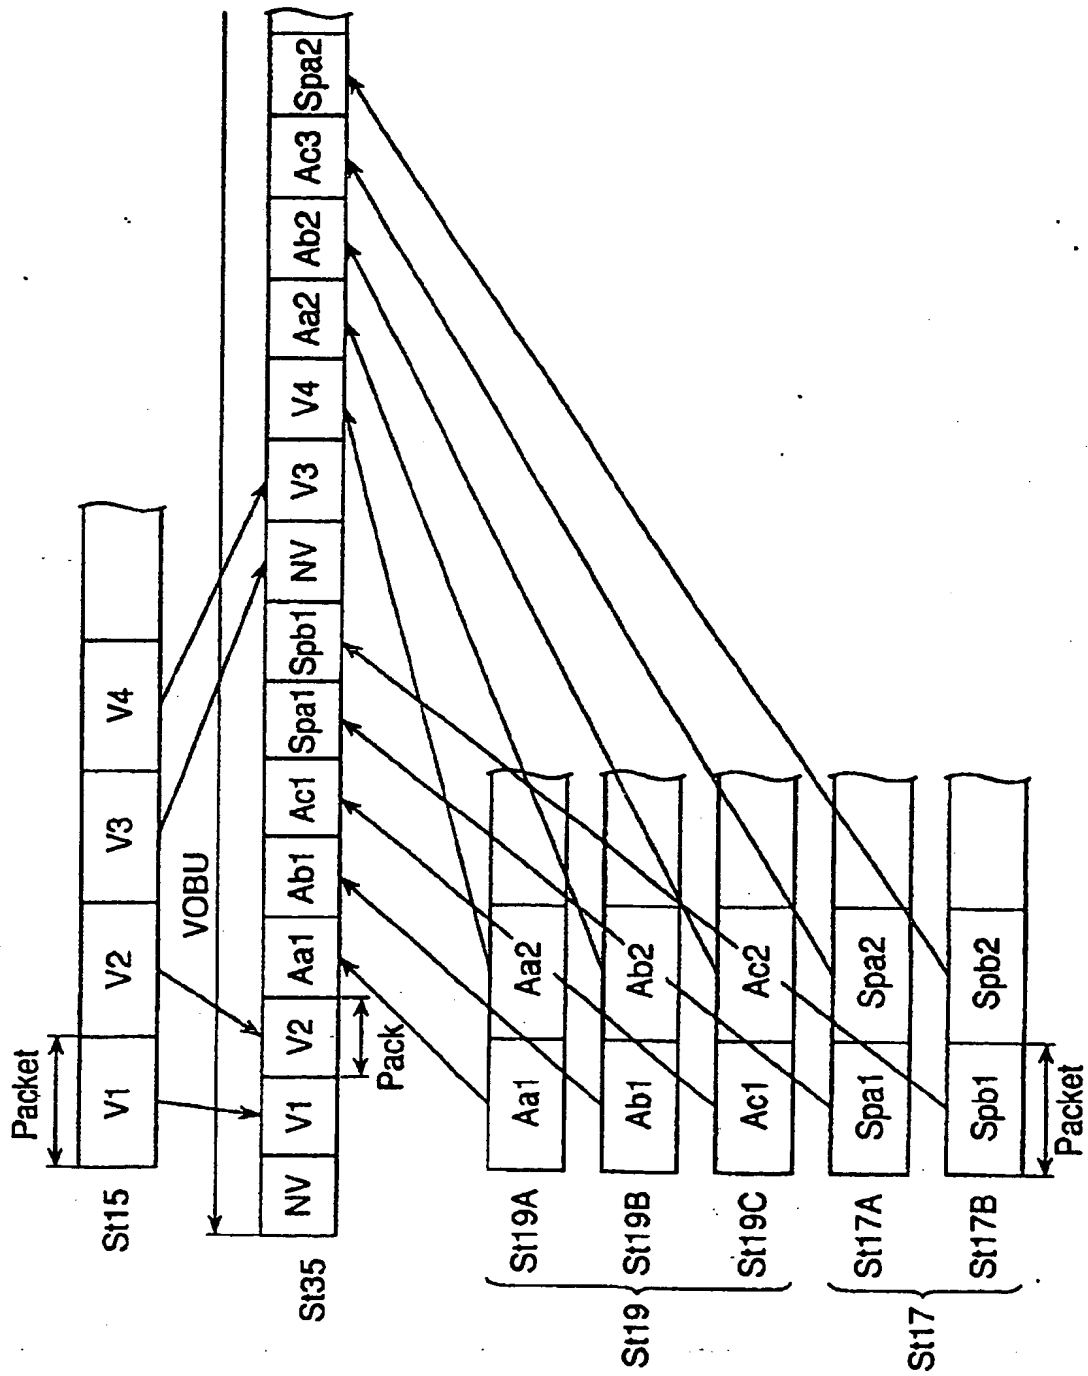 Packet
St15 V1 V2 V3 V4
VOBU
St35 NV V1 V2 Aa1 Ab1 Ac1 Spa1 Spb1 NV V3 V4 Aa2 Ab2 Ac3 Spa2
Pack
St19
St19A Aa1 Aa2
St19B Ab1 Ab2
St19C Ac1 Ac2
St17
St17A Spa1 Spa2
St17B Spb1 Spb2
Packet